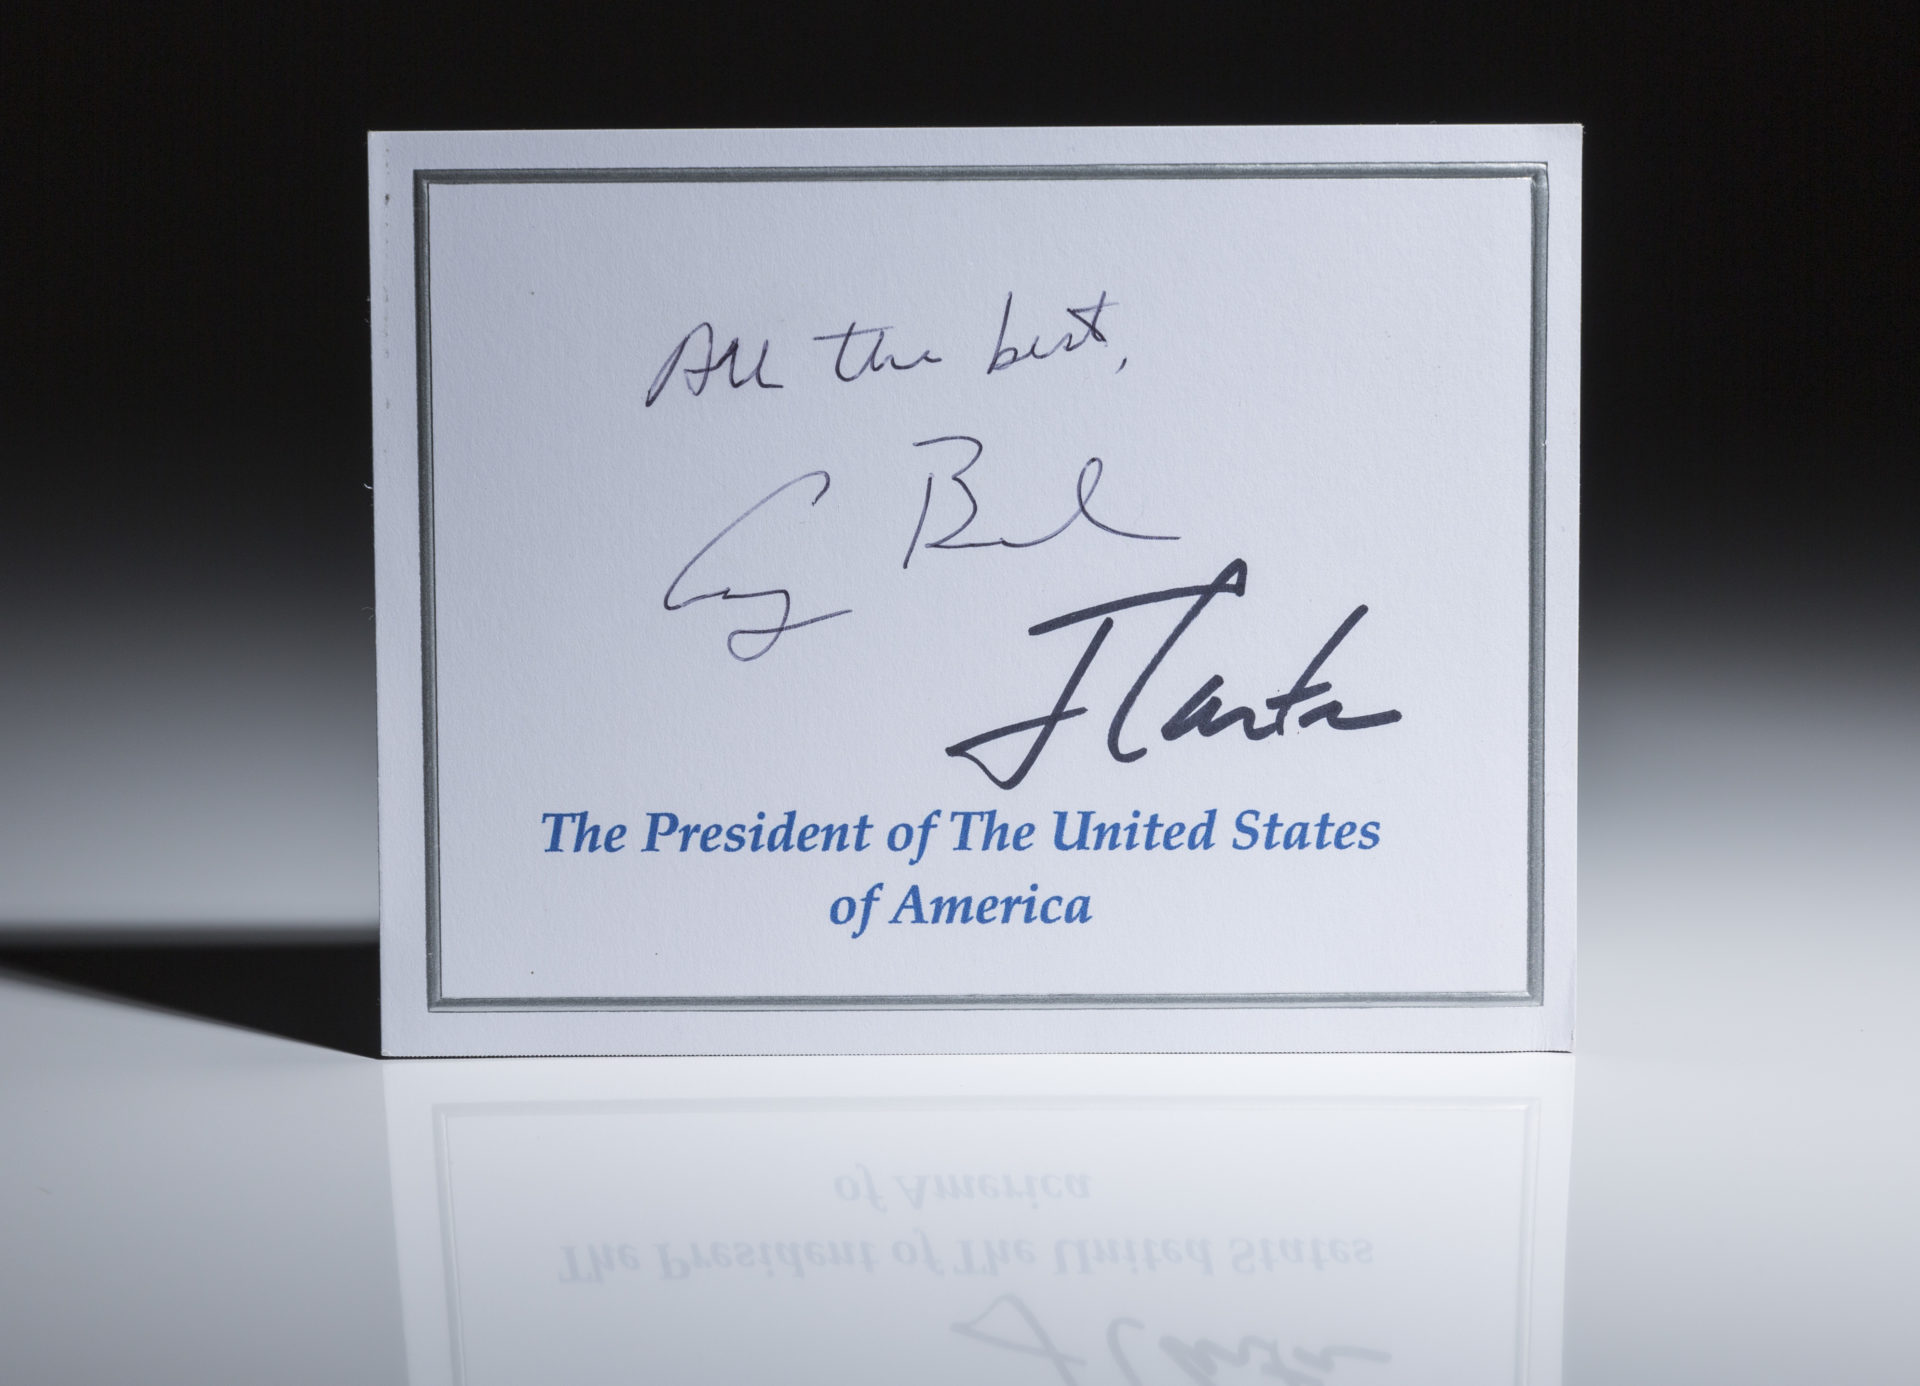 All the best,
G Bush
J Carter
The President of The United States
of America